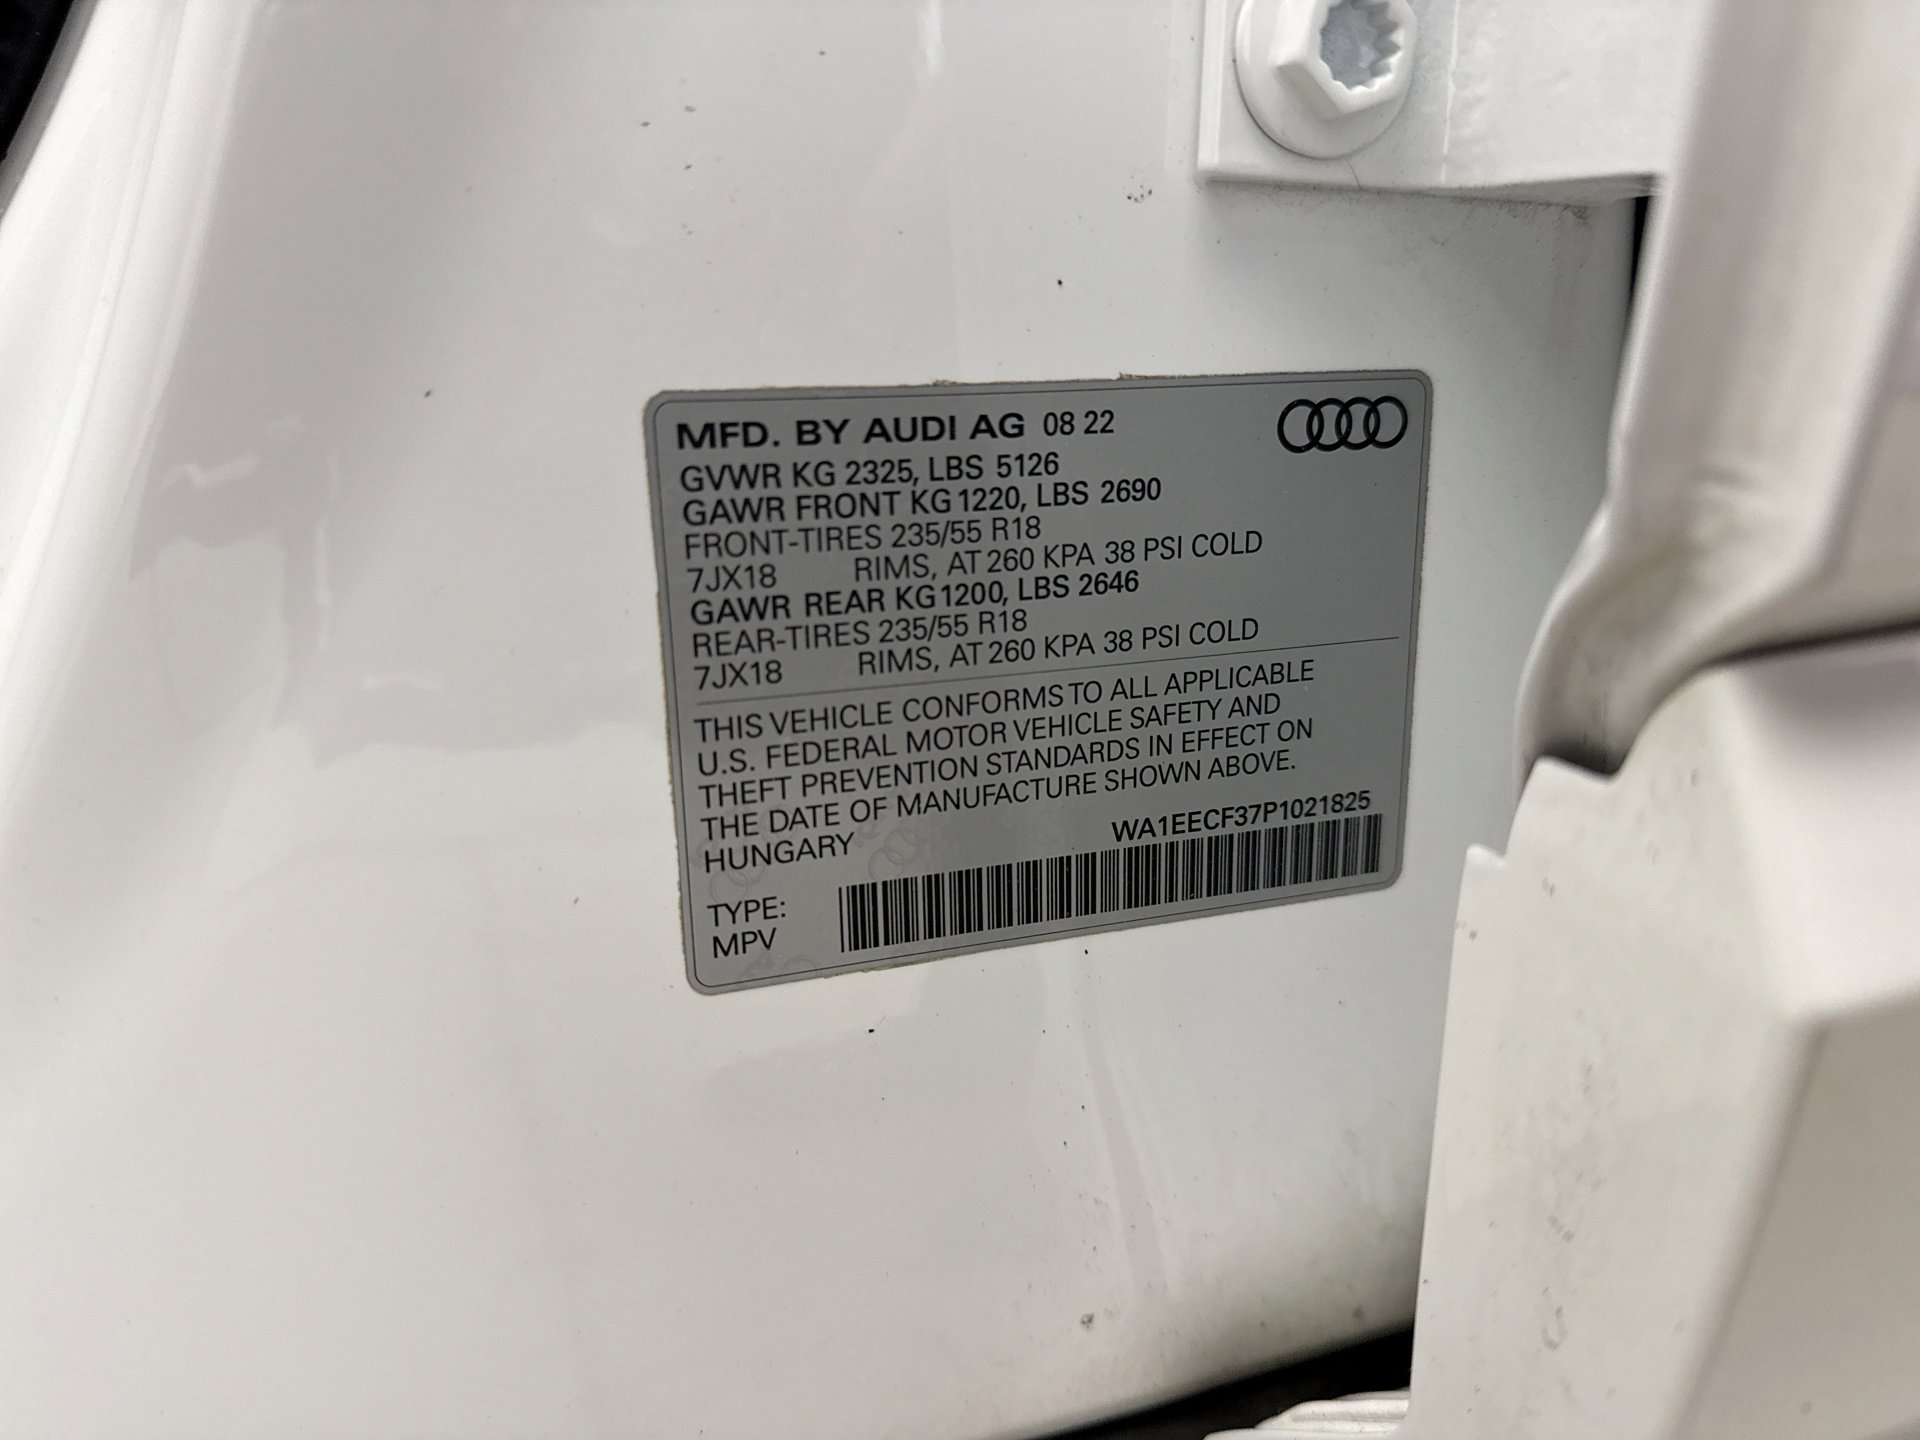 MFD. BY AUDI AG 08 22
GVWR KG 2325, LBS 5126
GAWR FRONT KG 1220, LBS 2690
FRONT-TIRES 235/55 R18
7JX18 RIMS, AT 260 KPA 38 PSI COLD
GAWR REAR KG 1200, LBS 2646
REAR-TIRES 235/55 R18
7JX18 RIMS, AT 260 KPA 38 PSI COLD
THIS VEHICLE CONFORMS TO ALL APPLICABLE
U.S. FEDERAL MOTOR VEHICLE SAFETY AND
THEFT PREVENTION STANDARDS IN EFFECT ON
THE DATE OF MANUFACTURE SHOWN ABOVE.
HUNGARY
WA1EECF37P1021825
TYPE:
MPV